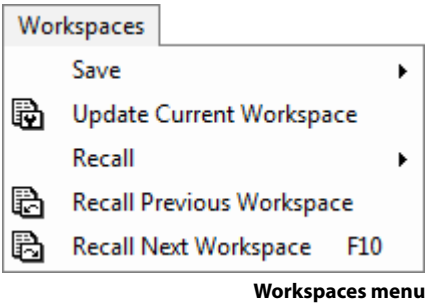 Workspaces
Save
Update Current Workspace
Recall
Recall Previous Workspace
Recall Next Workspace F10
Workspaces menu